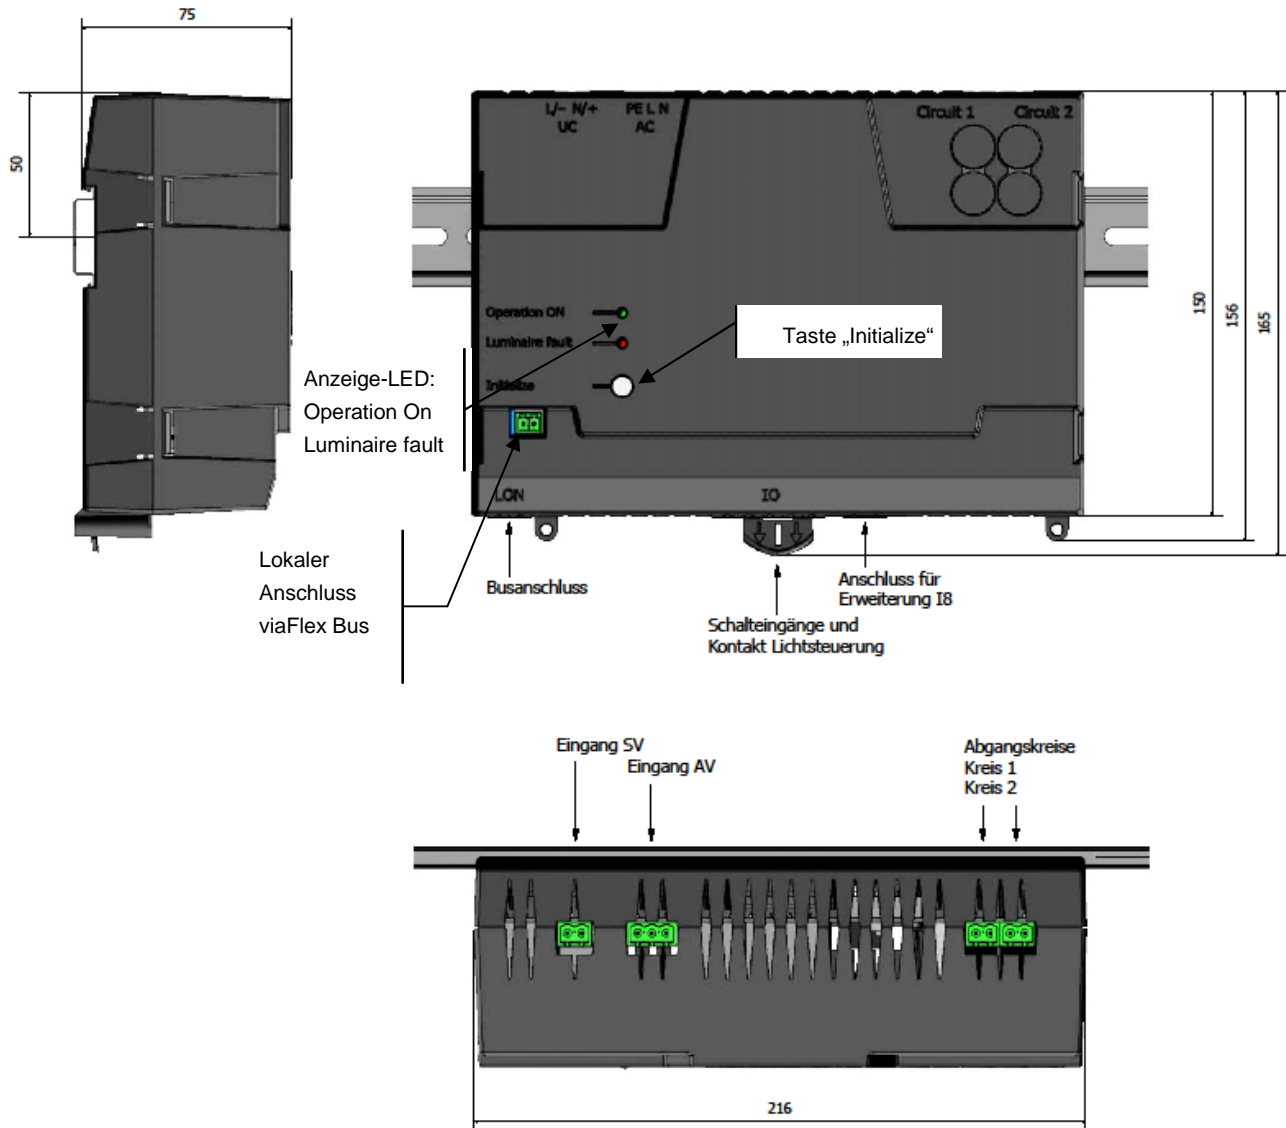 75
50
L/– N/+
UC
PE L N
AC
Circuit 1
Circuit 2
Operation ON
Luminaire fault
Initialize
Taste „Initialize“
Anzeige-LED:
Operation On
Luminaire fault
LON
IO
150
156
165
Lokaler
Anschluss
viaFlex Bus
Busanschluss
Anschluss für
Erweiterung I8
Schalteingänge und
Kontakt Lichtsteuerung
Eingang SV
Eingang AV
Abgangskreise
Kreis 1
Kreis 2
216